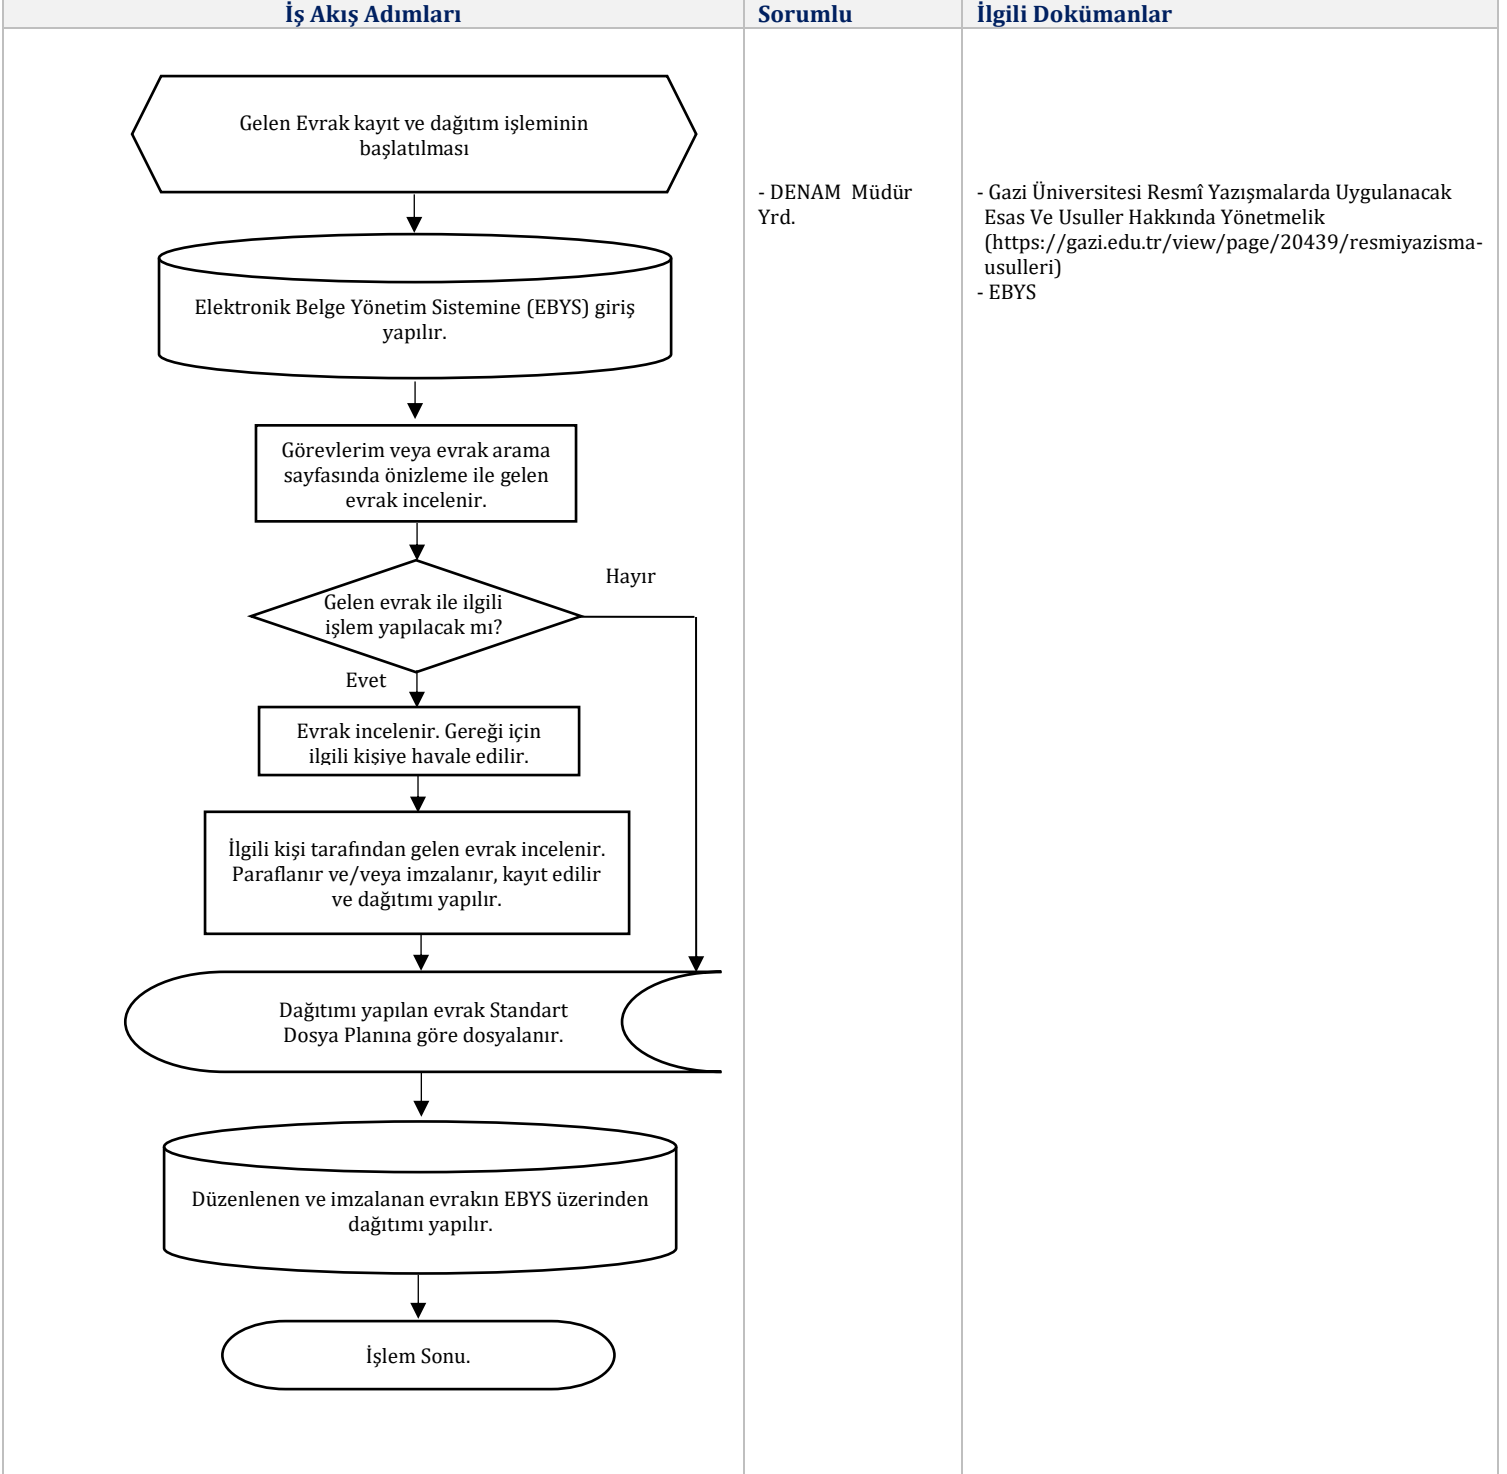 İş Akış Adımları
Sorumlu
İlgili Dokümanlar
Gelen Evrak kayıt ve dağıtım işleminin
başlatılması
Elektronik Belge Yönetim Sistemine (EBYS) giriş
yapılır.
Görevlerim veya evrak arama
sayfasında önizleme ile gelen
evrak incelenir.
Hayır
Gelen evrak ile ilgili
işlem yapılacak mı?
Evet
Evrak incelenir. Gereği için
ilgili kişiye havale edilir.
İlgili kişi tarafından gelen evrak incelenir.
Paraflanır ve/veya imzalanır, kayıt edilir
ve dağıtımı yapılır.
Dağıtımı yapılan evrak Standart
Dosya Planına göre dosyalanır.
Düzenlenen ve imzalanan evrakın EBYS üzerinden
dağıtımı yapılır.
İşlem Sonu.
- DENAM  Müdür
Yrd.
- Gazi Üniversitesi Resmî Yazışmalarda Uygulanacak
Esas Ve Usuller Hakkında Yönetmelik
(https://gazi.edu.tr/view/page/20439/resmiyazisma-
usulleri)
- EBYS